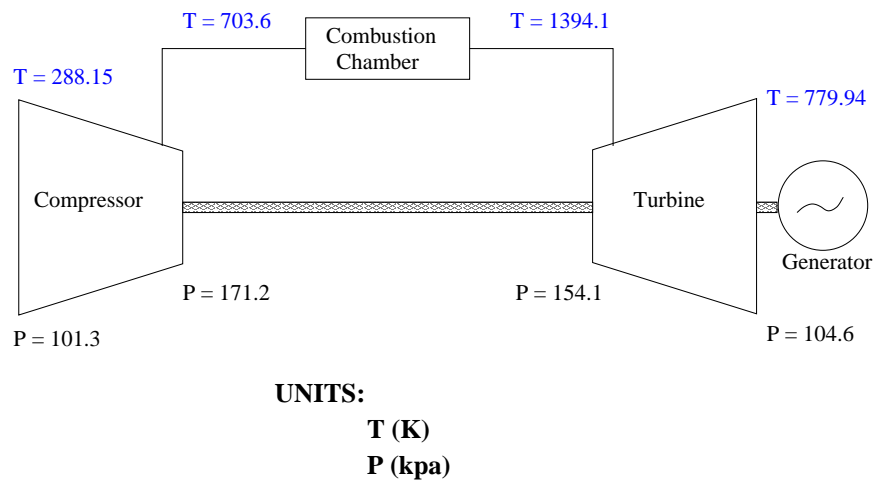 T = 703.6
T = 1394.1
Combustion
Chamber
T = 288.15
T = 779.94
Compressor
Turbine
Generator
P = 171.2
P = 154.1
P = 101.3
P = 104.6
UNITS:
T (K)
P (kpa)